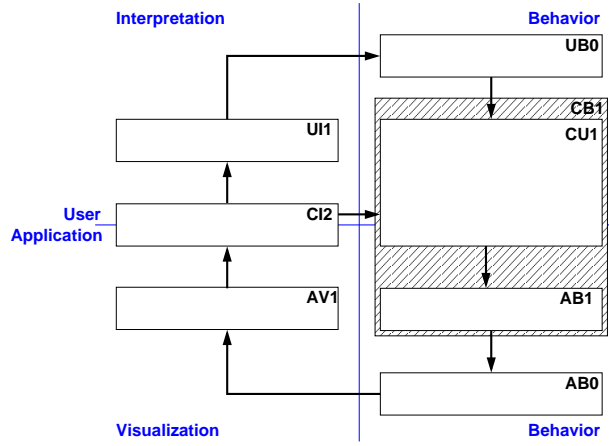 Interpretation
Behavior
UB0
CB1
UI1
CU1
User
Application
CI2
AV1
AB1
AB0
Visualization
Behavior